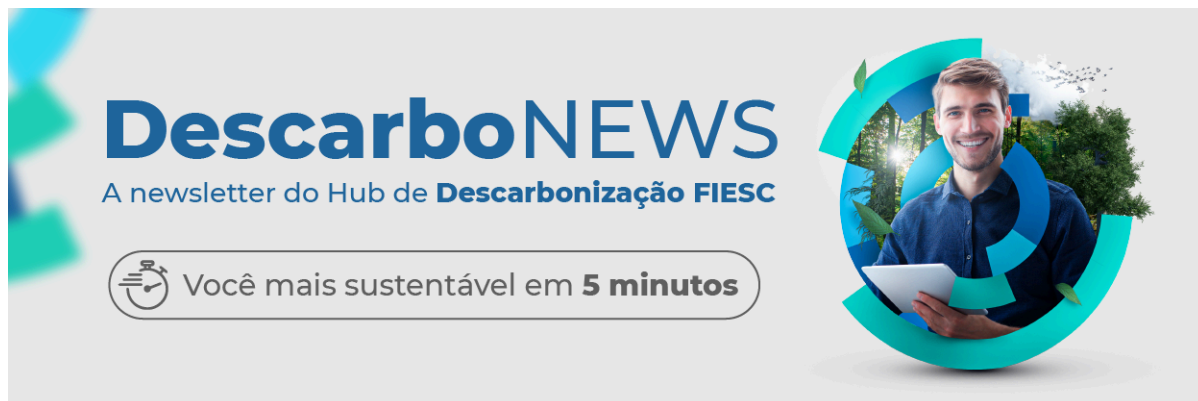 DescarboNEWS
A newsletter do Hub de Descarbonização FIESC
Você mais sustentável em 5 minutos